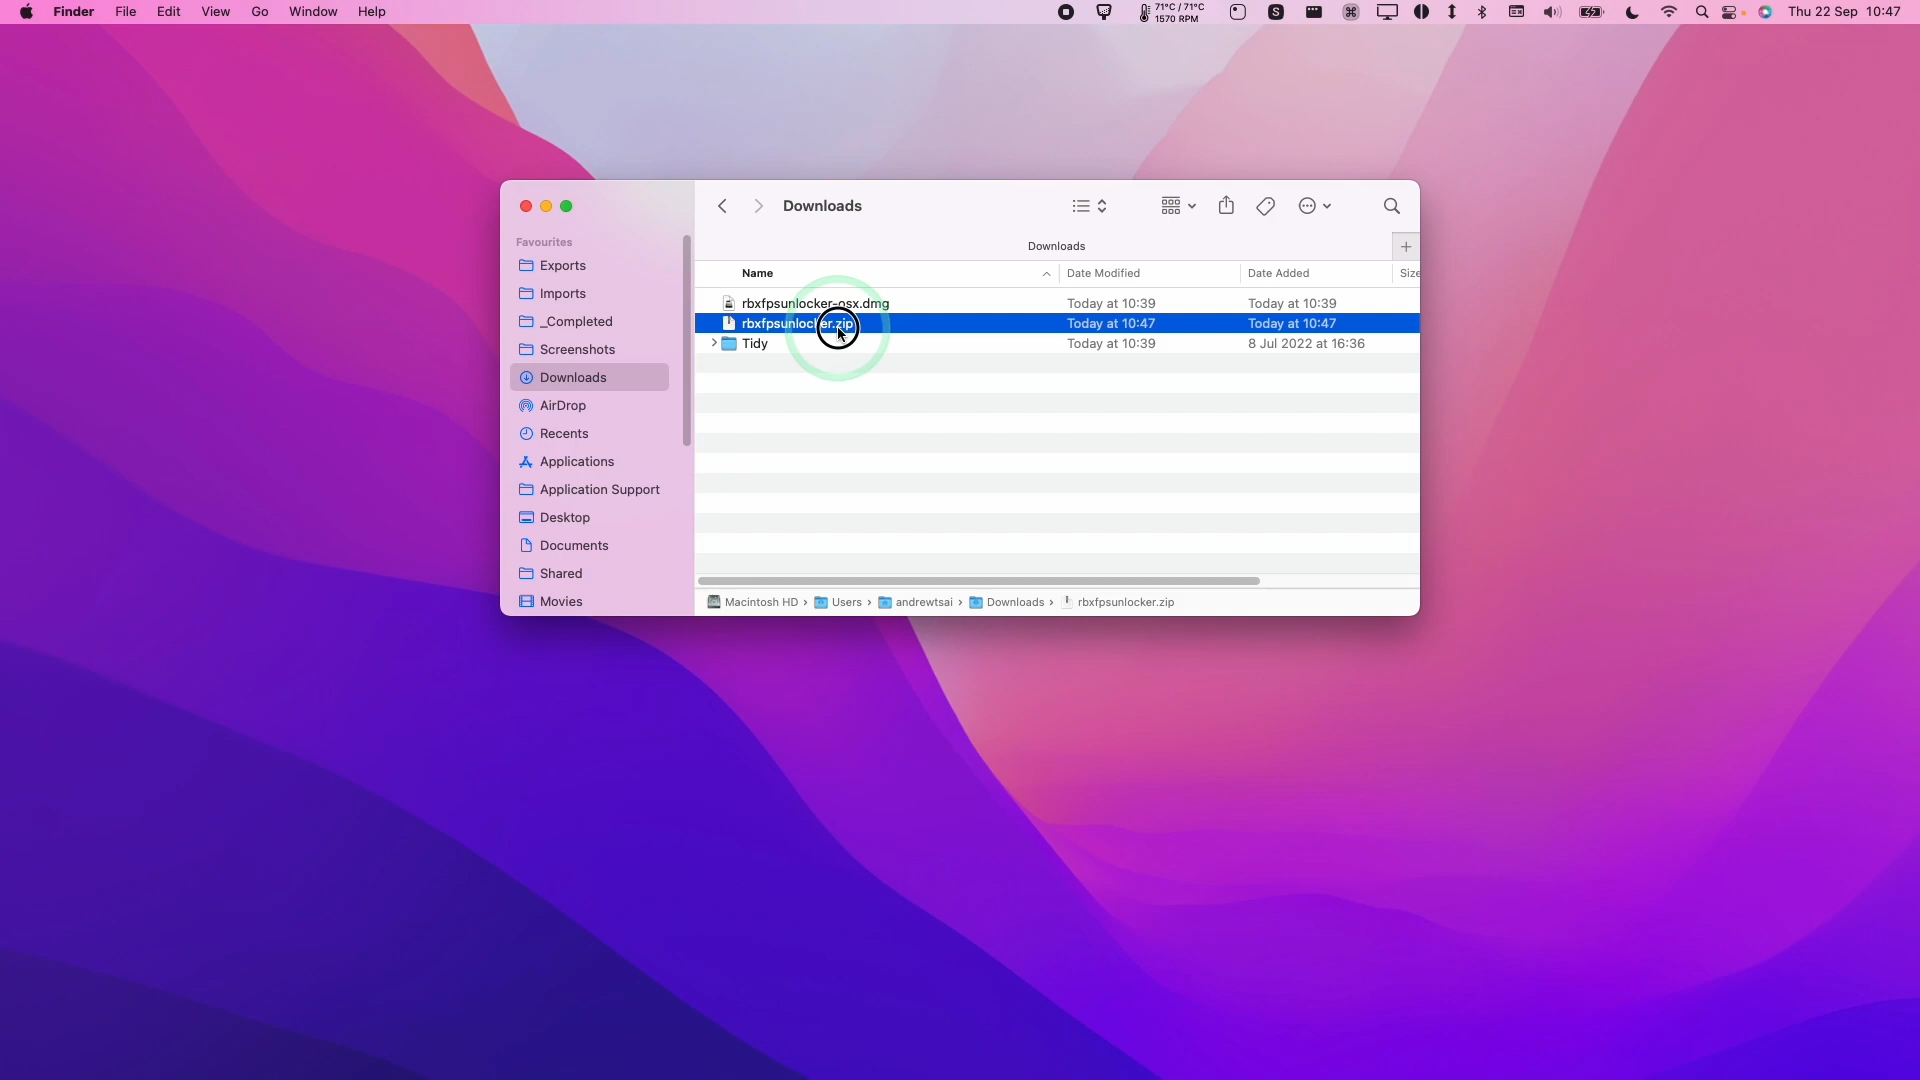 Finder File Edit View Go Window Help 71°C / 71°C 1570 RPM S Thu 22 Sep 10:47
Downloads
Favourites
Exports
Imports
_Completed
Screenshots
Downloads
AirDrop
Recents
Applications
Application Support
Desktop
Documents
Shared
Movies
Downloads +
Name Date Modified Date Added Size
rbxfpsunlocker-osx.dmg Today at 10:39 Today at 10:39
rbxfpsunlocker.zip Today at 10:47 Today at 10:47
Tidy Today at 10:39 8 Jul 2022 at 16:36
Macintosh HD › Users › andrewtsai › Downloads › rbxfpsunlocker.zip